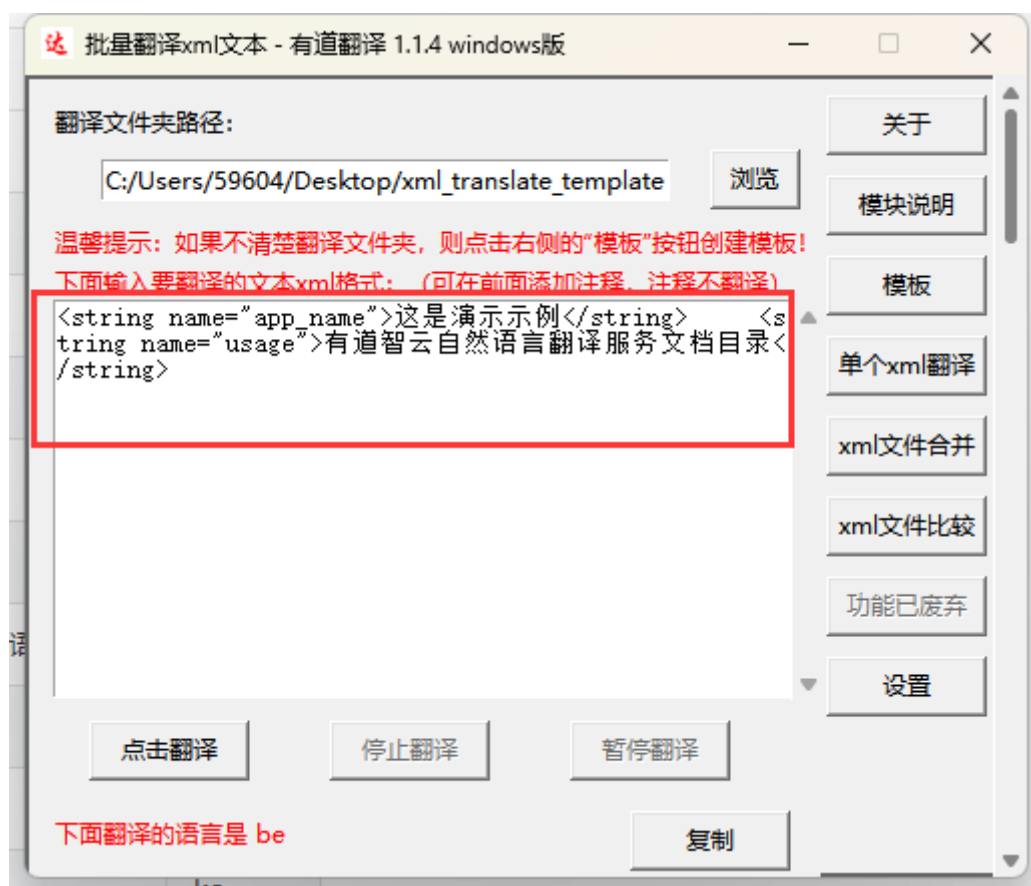 达 批量翻译xml文本 - 有道翻译 1.1.4 windows版
翻译文件夹路径：
C:/Users/59604/Desktop/xml_translate_template
浏览
温馨提示：如果不清楚翻译文件夹，则点击右侧的“模板”按钮创建模板！
下面输入要翻译的文本xml格式：（可在前面添加注释，注释不翻译）
<string name="app_name">这是演示示例</string>    <s
tring name="usage">有道智云自然语言翻译服务文档目录<
/string>
关于
模块说明
模板
单个xml翻译
xml文件合并
xml文件比较
功能已废弃
设置
点击翻译
停止翻译
暂停翻译
下面翻译的语言是 be
复制